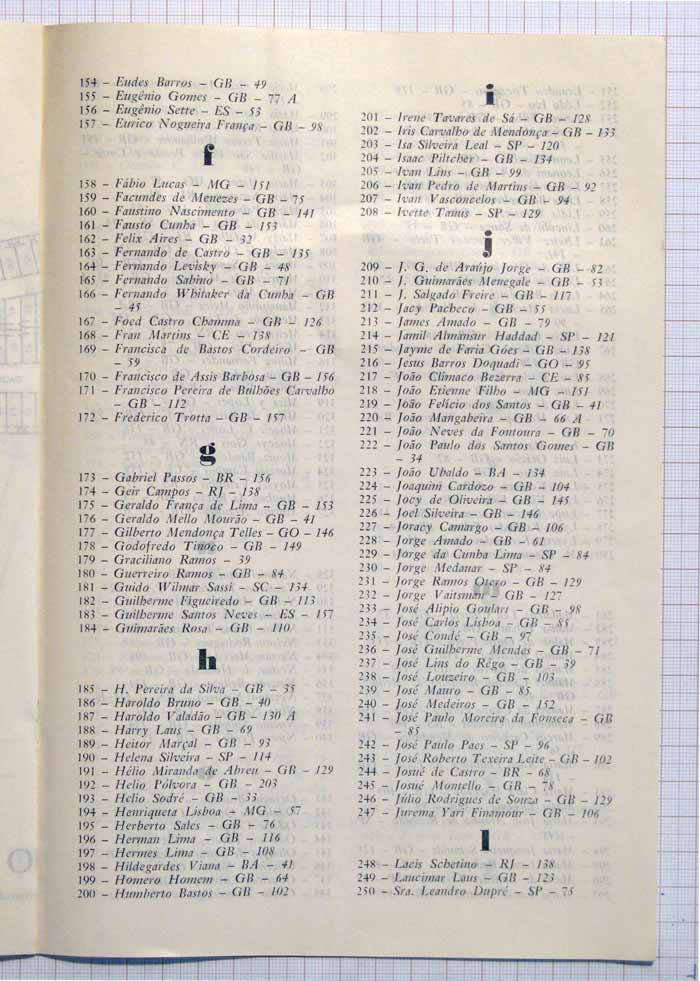 154 – Eudes Barros – GB – 49
155 – Eugênio Gomes – GB – 77 A
156 – Eugênio Sette – ES – 53
157 – Eurico Nogueira França – GB – 98
f
158 – Fábio Lucas – MG – 151
159 – Facundes de Menezes – GB – 75
160 – Faustino Nascimento – GB – 141
161 – Fausto Cunha – GB – 153
162 – Felix Aires – GB – 32
163 – Fernando de Castro – GB – 135
164 – Fernando Levisky – GB – 48
165 – Fernando Sabino – GB – 71
166 – Fernando Whitaker da Cunha – GB
– 45
167 – Foed Castro Chamma – GB – 126
168 – Fran Martins – CE – 138
169 – Francisca de Bastos Cordeiro – GB
– 59
170 – Francisco de Assis Barbosa – GB – 156
171 – Francisco Pereira de Bulhões Carvalho
– GB – 112
172 – Frederico Trotta – GB – 157
g
173 – Gabriel Passos – BR – 156
174 – Geir Campos – RJ – 138
175 – Geraldo França de Lima – GB – 153
176 – Geraldo Mello Mourão – GB – 41
177 – Gilberto Mendonça Telles – GO – 146
178 – Godofredo Tinoco – GB – 149
179 – Graciliano Ramos – 39
180 – Guerreiro Ramos – GB – 84
181 – Guido Wilmar Sassi – SC – 134
182 – Guilherme Figueiredo – GB – 113
183 – Guilherme Santos Neves – ES – 157
184 – Guimarães Rosa – GB – 110
h
185 – H. Pereira da Silva – GB – 35
186 – Haroldo Bruno – GB – 40
187 – Haroldo Valadão – GB – 130 A
188 – Harry Laus – GB – 69
189 – Heitor Marçal – GB – 93
190 – Helena Silveira – SP – 114
191 – Hélio Miranda de Abreu – GB – 129
192 – Helio Pólvora – GB – 203
193 – Helio Sodré – GB – 33
194 – Henriqueta Lisboa – MG – 57
195 – Herberto Sales – GB – 76
196 – Herman Lima – GB – 116
197 – Hermes Lima – GB – 108
198 – Hildegardes Viana – BA – 41
199 – Homero Homem – GB – 64
200 – Humberto Bastos – GB – 102
i
201 – Irene Tavares de Sá – GB – 128
202 – Iris Carvalho de Mendonça – GB – 133
203 – Isa Silveira Leal – SP – 120
204 – Isaac Piltcher – GB – 134
205 – Ivan Lins – GB – 99
206 – Ivan Pedro de Martins – GB – 92
207 – Ivan Vasconcelos – GB – 94
208 – Ivette Tanus – SP – 129
j
209 – J. G. de Araújo Jorge – GB – 82
210 – J. Guimarães Menegale – GB – 53
211 – J. Salgado Freire – GB – 117
212 – Jacy Pacheco – GB – 55
213 – James Amado – GB – 79
214 – Jamil Almansur Haddad – SP – 121
215 – Jayme de Faria Góes – GB – 138
216 – Jesus Barros Doquadi – GO – 95
217 – João Clímaco Bezerra – CE – 85
218 – João Etienne Filho – MG – 151
219 – João Felício dos Santos – GB – 41
220 – João Mangabeira – GB – 66 A
221 – João Neves da Fontoura – GB – 70
222 – João Paulo dos Santos Gomes – GB
– 34
223 – João Ubaldo – BA – 134
224 – Joaquim Cardozo – GB – 104
225 – Jocy de Oliveira – GB – 145
226 – Joel Silveira – GB – 146
227 – Joracy Camargo – GB – 106
228 – Jorge Amado – GB – 61
229 – Jorge da Cunha Lima – SP – 84
230 – Jorge Medauar – SP – 84
231 – Jorge Ramos Otero – GB – 129
232 – Jorge Vaitsman – GB – 127
233 – José Alipio Goulart – GB – 98
234 – José Carlos Lisboa – GB – 85
235 – José Condé – GB – 97
236 – José Guilherme Mendes – GB – 71
237 – José Lins do Rêgo – GB – 39
238 – José Louzeiro – GB – 103
239 – José Mauro – GB – 85
240 – José Medeiros – GB – 152
241 – José Paulo Moreira da Fonseca – GB
– 85
242 – José Paulo Paes – SP – 96
243 – José Roberto Texeira Leite – GB – 102
244 – Josué de Castro – BR – 68
245 – Josué Montello – GB – 78
246 – Júlio Rodrigues de Souza – GB – 129
247 – Jurema Yari Finamour – GB – 106
l
248 – Laeis Schetino – RJ – 138
249 – Laucimar Laus – GB – 123
250 – Sra. Leandro Dupré – SP – 75